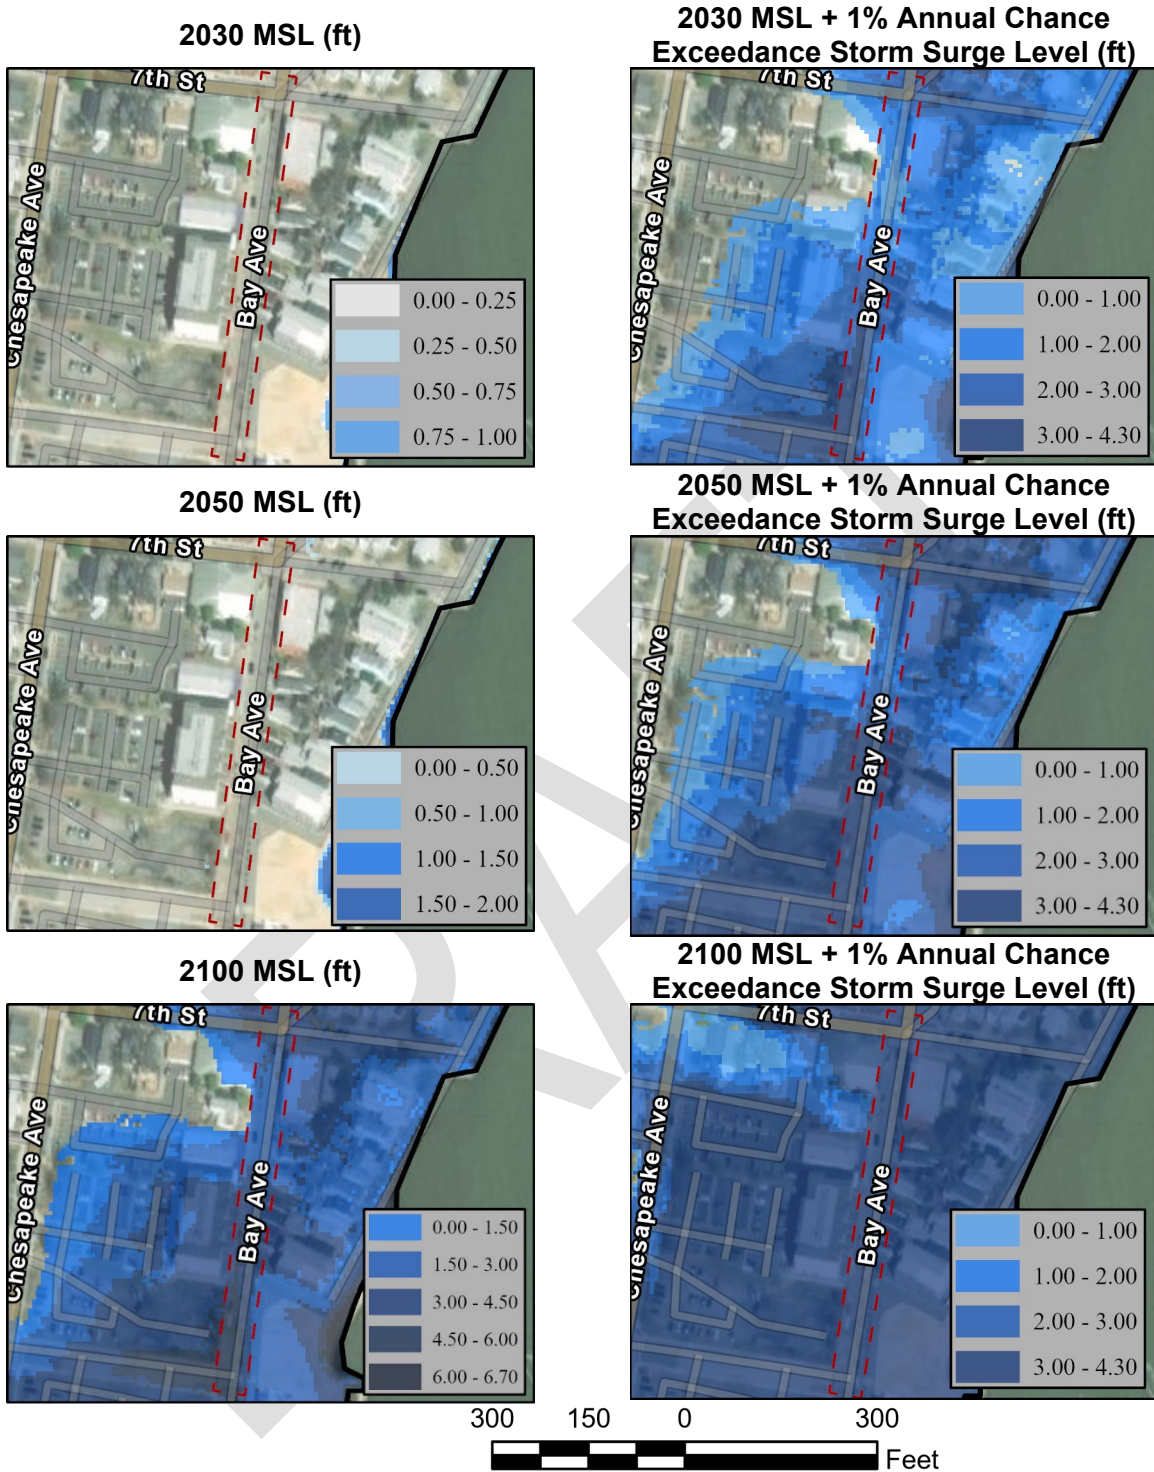 2030 MSL (ft)
7th St
Chesapeake Ave
Bay Ave
0.00 - 0.25
0.25 - 0.50
0.50 - 0.75
0.75 - 1.00
2030 MSL + 1% Annual Chance
Exceedance Storm Surge Level (ft)
7th St
Chesapeake Ave
Bay Ave
0.00 - 1.00
1.00 - 2.00
2.00 - 3.00
3.00 - 4.30
2050 MSL (ft)
7th St
Chesapeake Ave
Bay Ave
0.00 - 0.50
0.50 - 1.00
1.00 - 1.50
1.50 - 2.00
2050 MSL + 1% Annual Chance
Exceedance Storm Surge Level (ft)
7th St
Chesapeake Ave
Bay Ave
0.00 - 1.00
1.00 - 2.00
2.00 - 3.00
3.00 - 4.30
2100 MSL (ft)
7th St
Chesapeake Ave
Bay Ave
0.00 - 1.50
1.50 - 3.00
3.00 - 4.50
4.50 - 6.00
6.00 - 6.70
2100 MSL + 1% Annual Chance
Exceedance Storm Surge Level (ft)
7th St
Chesapeake Ave
Bay Ave
0.00 - 1.00
1.00 - 2.00
2.00 - 3.00
3.00 - 4.30
300 150 0 300
Feet
DRAFT